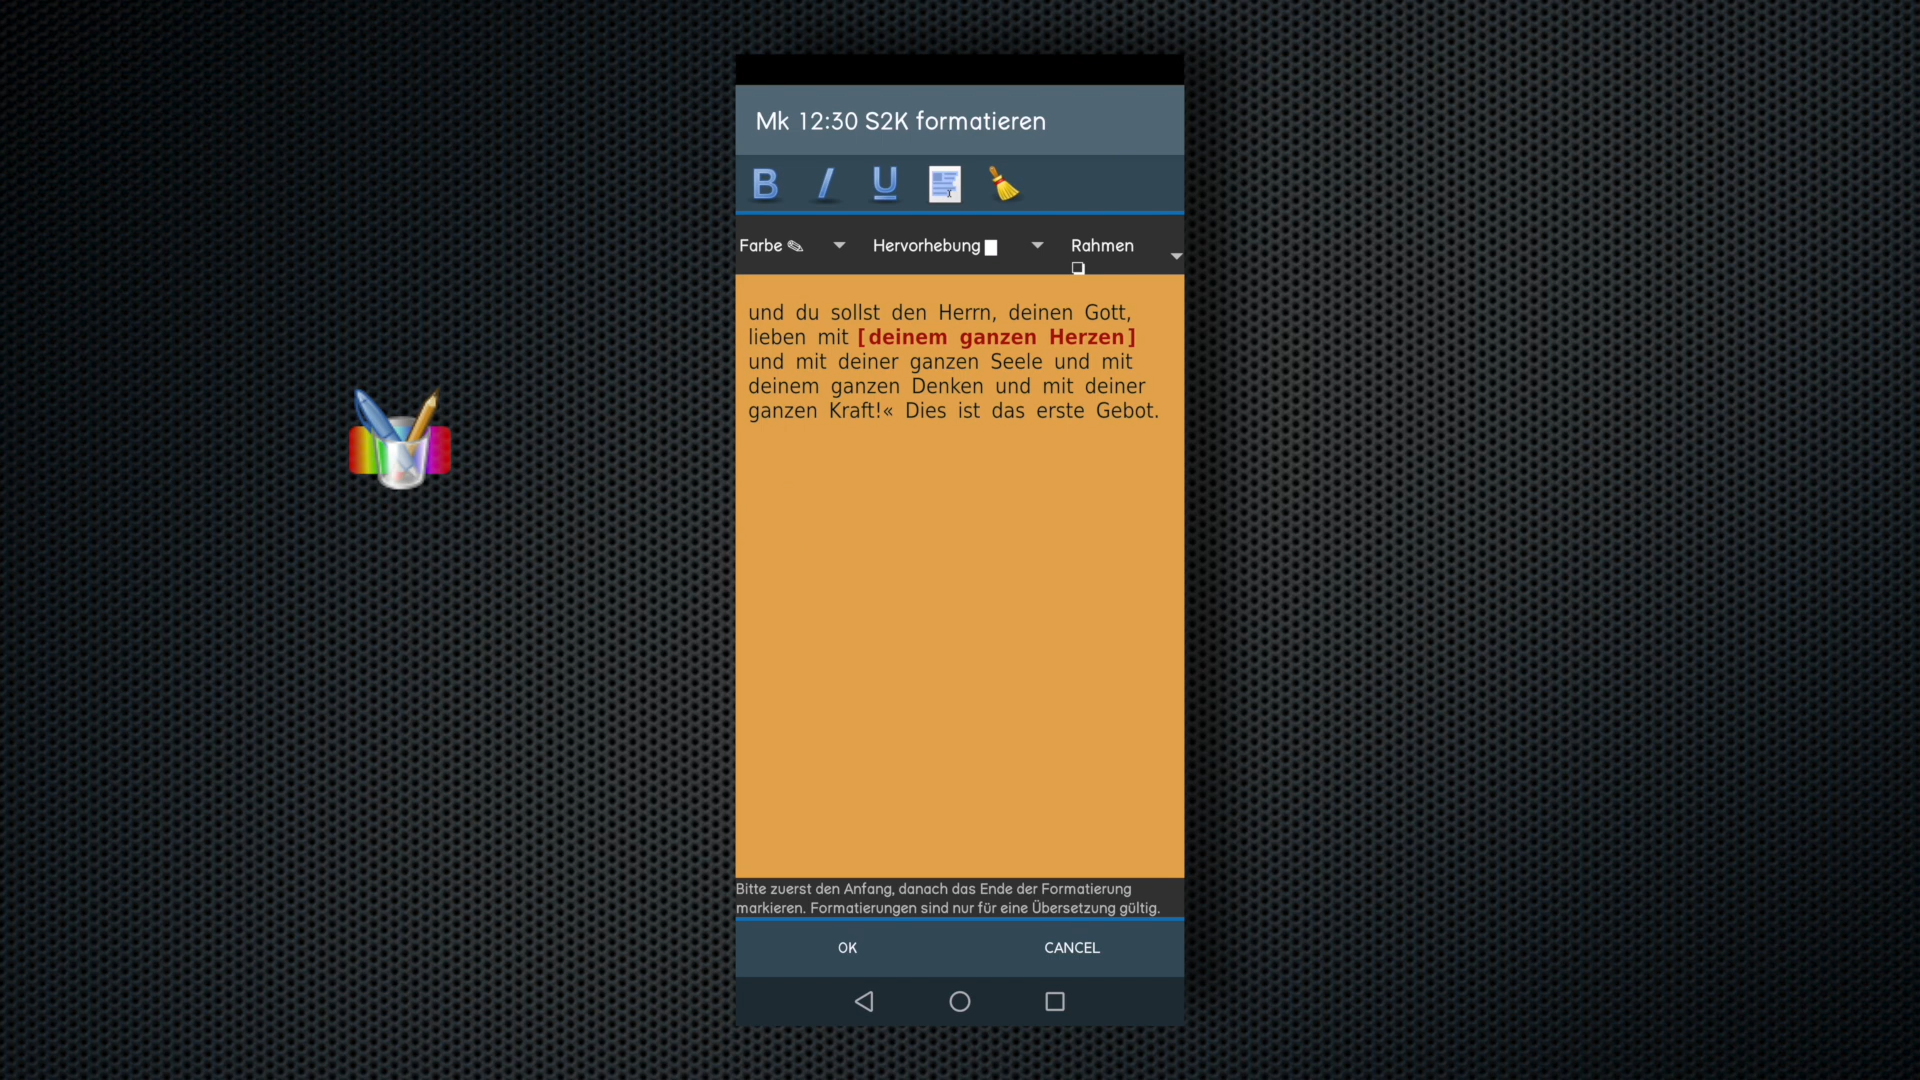 Mk 12:30 S2K formatieren
B I U
Farbe Hervorhebung Rahmen
und du sollst den Herrn, deinen Gott,
lieben mit [deinem ganzen Herzen]
und mit deiner ganzen Seele und mit
deinem ganzen Denken und mit deiner
ganzen Kraft!« Dies ist das erste Gebot.
Bitte zuerst den Anfang, danach das Ende der Formatierung
markieren. Formatierungen sind nur für eine Übersetzung gültig.
OK CANCEL